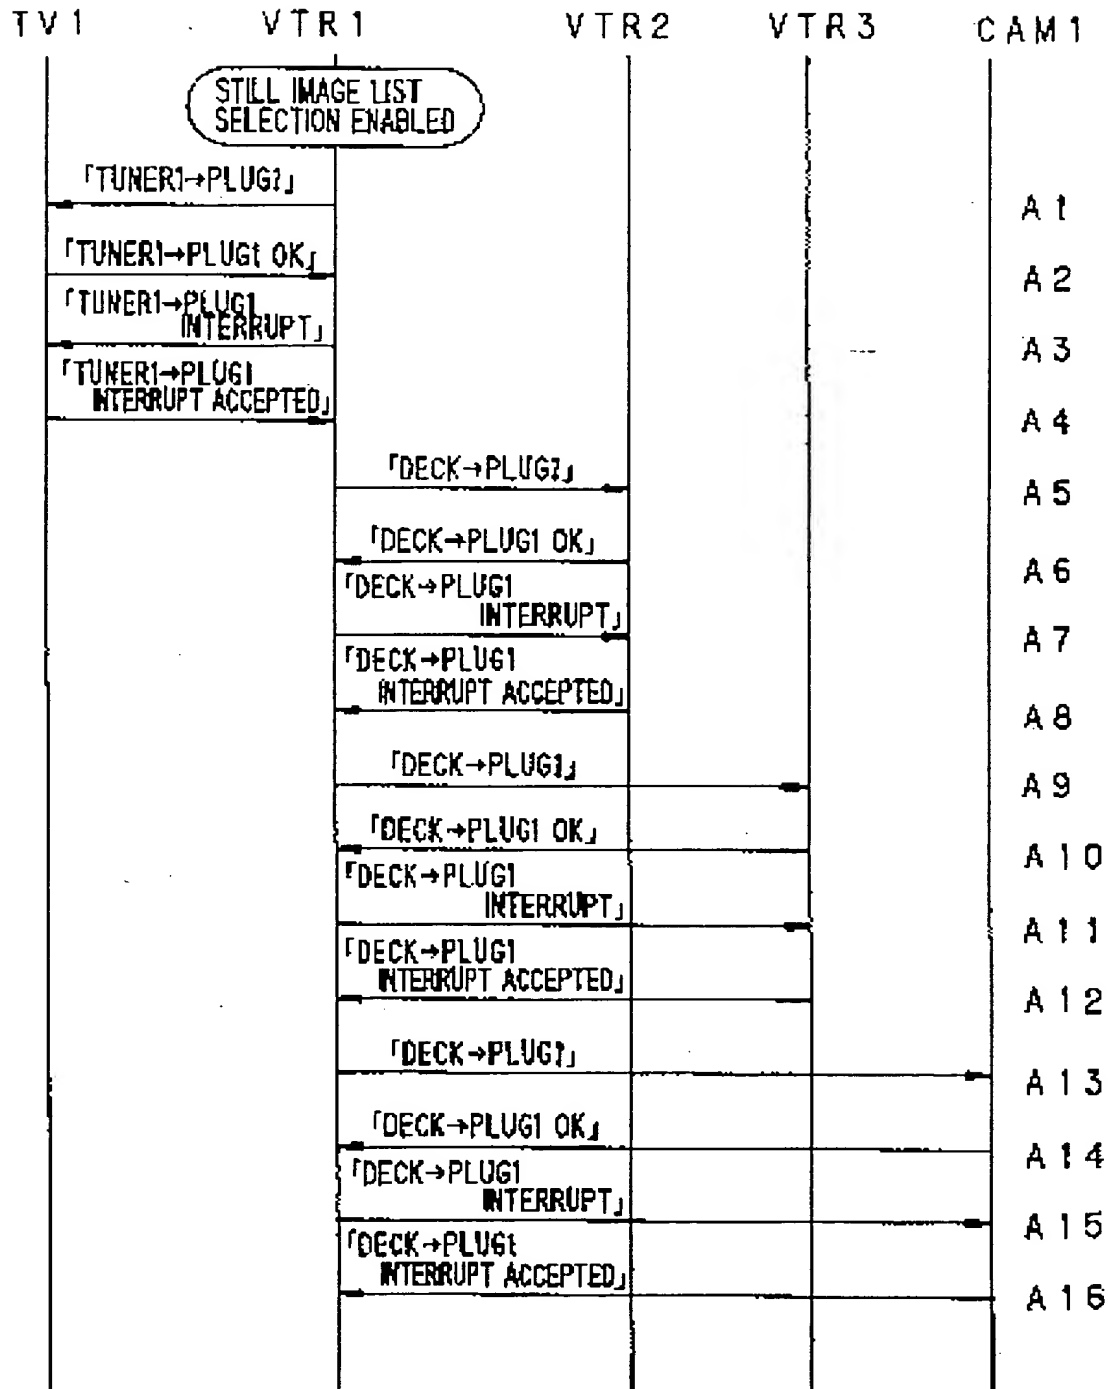 TV1 VTR1 VTR2 VTR3 CAM1
STILL IMAGE LIST
SELECTION ENABLED
「TUNER1→PLUG?」
A1
「TUNER1→PLUG1 OK」
A2
「TUNER1→PLUG1
INTERRUPT」
A3
「TUNER1→PLUG1
INTERRUPT ACCEPTED」
A4
「DECK→PLUG?」
A5
「DECK→PLUG1 OK」
A6
「DECK→PLUG1
INTERRUPT」
A7
「DECK→PLUG1
INTERRUPT ACCEPTED」
A8
「DECK→PLUG?」
A9
「DECK→PLUG1 OK」
A10
「DECK→PLUG1
INTERRUPT」
A11
「DECK→PLUG1
INTERRUPT ACCEPTED」
A12
「DECK→PLUG?」
A13
「DECK→PLUG1 OK」
A14
「DECK→PLUG1
INTERRUPT」
A15
「DECK→PLUG1
INTERRUPT ACCEPTED」
A16